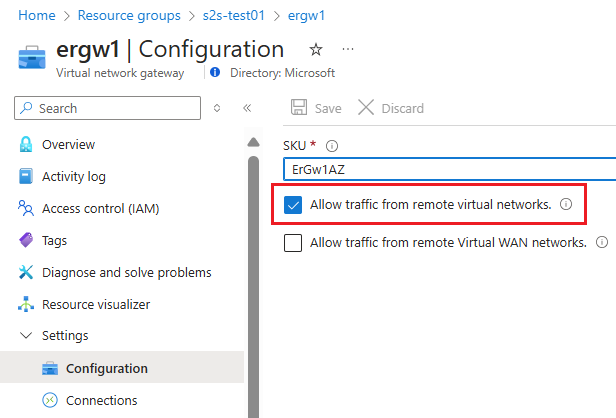 Home > Resource groups > s2s-test01 > ergw1
ergw1 | Configuration ☆ ···
Virtual network gateway
Directory: Microsoft
Search
Save
Discard
Overview
Activity log
Access control (IAM)
Tags
Diagnose and solve problems
Resource visualizer
Settings
Configuration
Connections
SKU *
ErGw1AZ
Allow traffic from remote virtual networks.
Allow traffic from remote Virtual WAN networks.